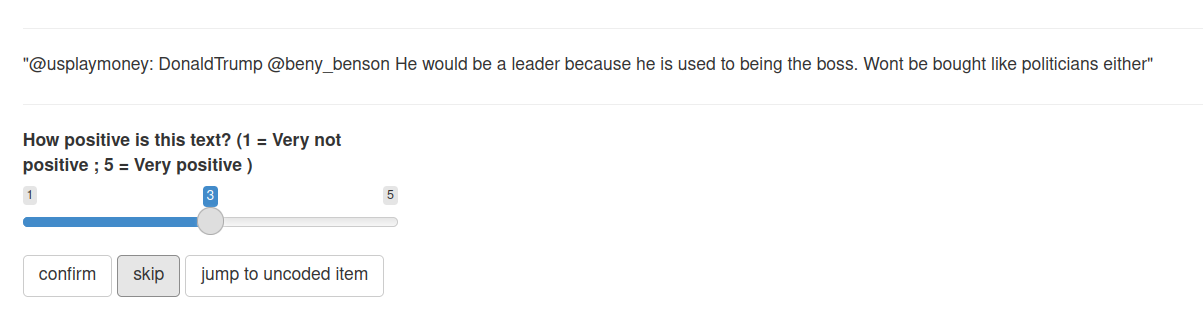 "@usplaymoney: DonaldTrump @beny_benson He would be a leader because he is used to being the boss. Wont be bought like politicians either"
How positive is this text? (1 = Very not
positive ; 5 = Very positive )
1 3 5
confirm skip jump to uncoded item